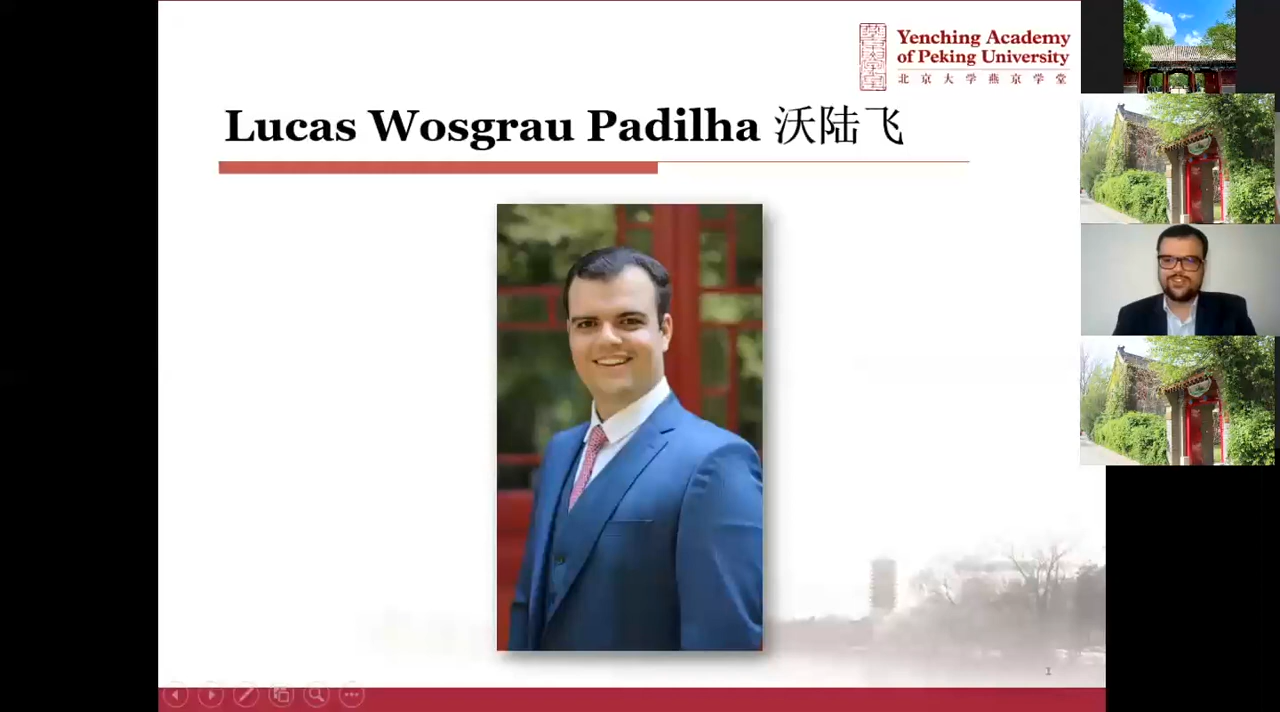 Yenching Academy
of Peking University
北京大学燕京学堂
Lucas Wosgrau Padilha 沃陆飞